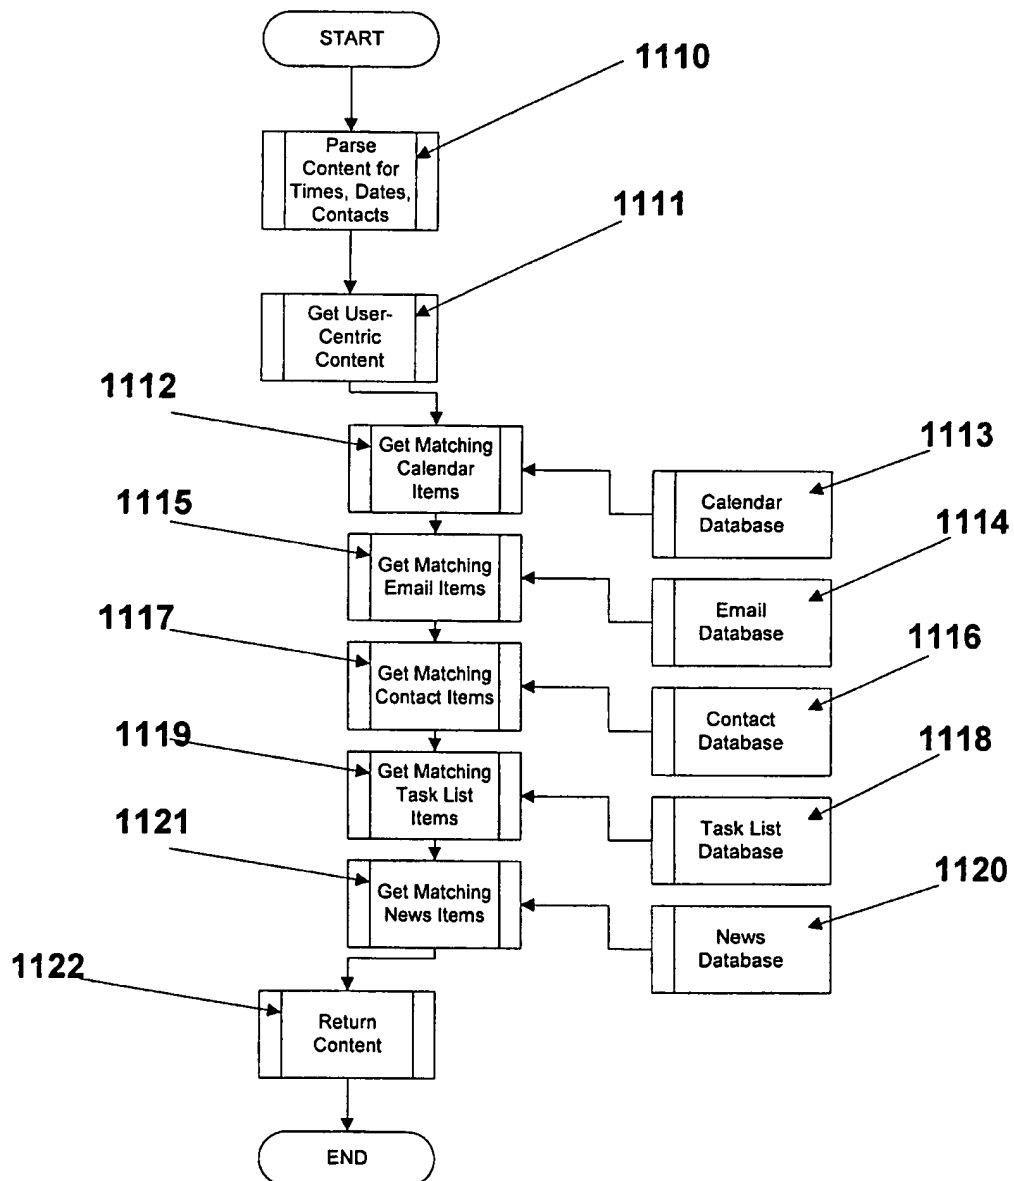 START
1110
Parse
Content for
Times, Dates,
Contacts
1111
Get User-
Centric
Content
1112
Get Matching
Calendar
Items
1113
Calendar
Database
1115
Get Matching
Email Items
1114
Email
Database
1117
Get Matching
Contact Items
1116
Contact
Database
1119
Get Matching
Task List
Items
1118
Task List
Database
1121
Get Matching
News Items
1120
News
Database
1122
Return
Content
END